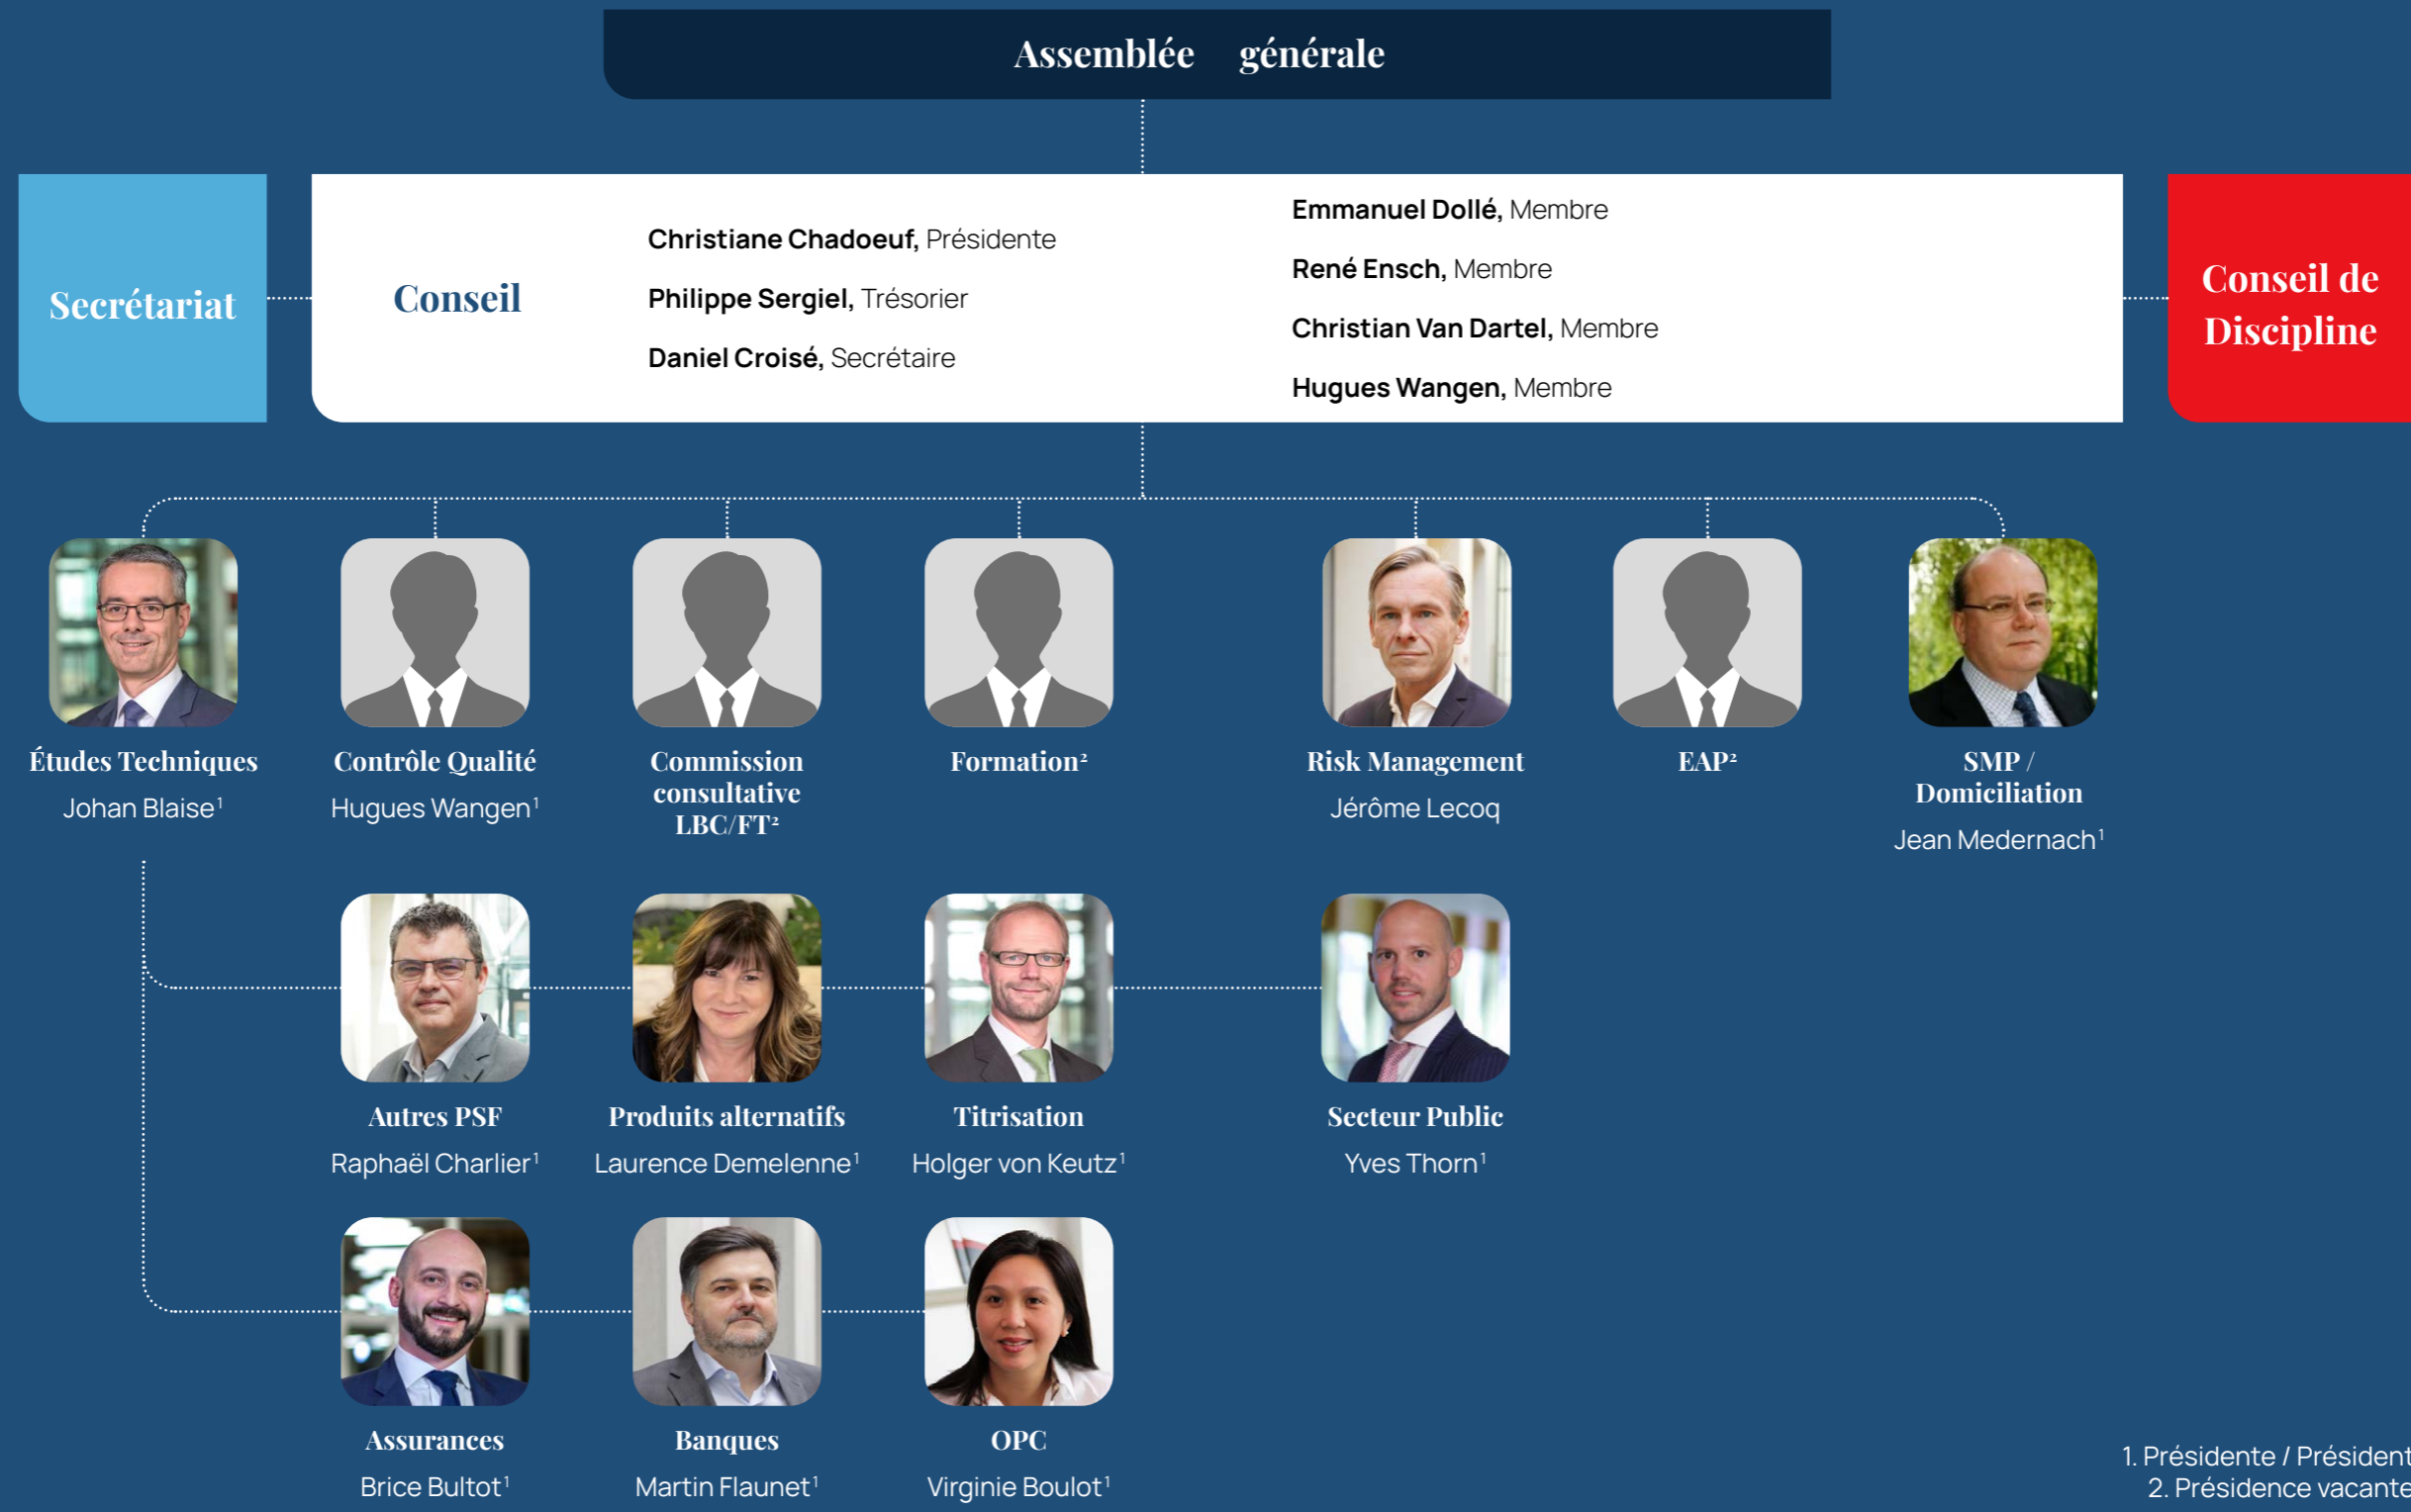 Assemblée générale
Secrétariat
Conseil
Christiane Chadoeuf, Présidente
Philippe Sergiel, Trésorier
Daniel Croisé, Secrétaire
Emmanuel Dollé, Membre
René Ensch, Membre
Christian Van Dartel, Membre
Hugues Wangen, Membre
Conseil de
Discipline
Études Techniques
Johan Blaise¹
Contrôle Qualité
Hugues Wangen¹
Commission
consultative
LBC/FT²
Formation²
Risk Management
Jérôme Lecoq
EAP²
SMP /
Domiciliation
Jean Medernach¹
Autres PSF
Raphaël Charlier¹
Produits alternatifs
Laurence Demelenne¹
Titrisation
Holger von Keutz¹
Secteur Public
Yves Thorn¹
Assurances
Brice Bultot¹
Banques
Martin Flaunet¹
OPC
Virginie Boulot¹
1. Présidente / Président
2. Présidence vacante